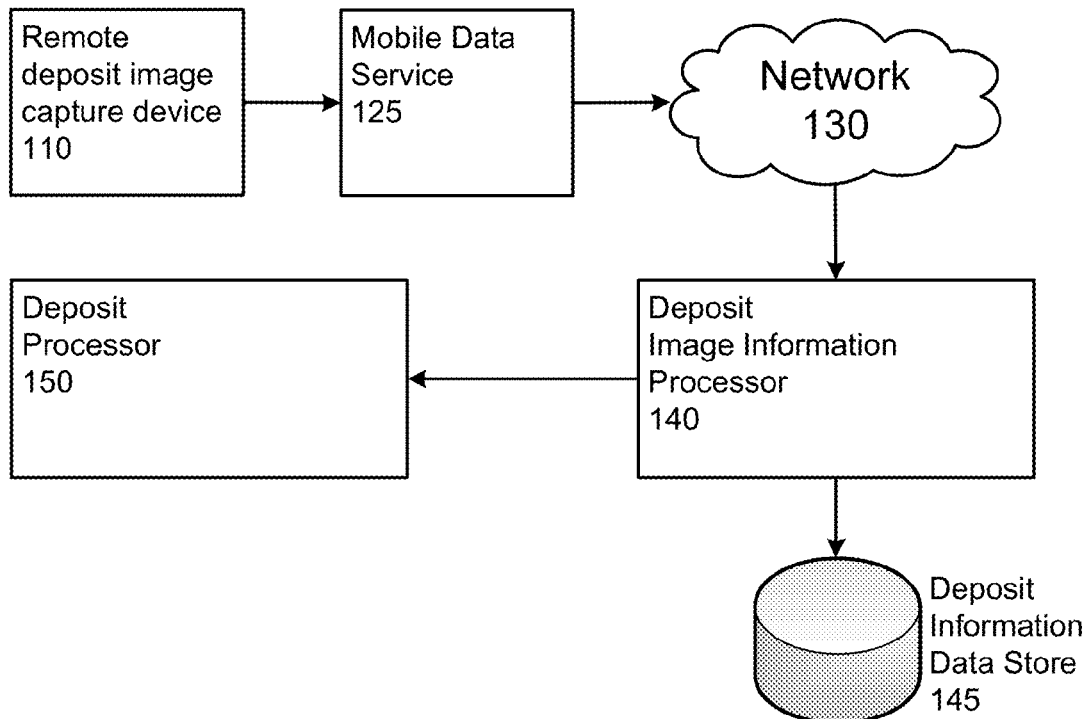 Remote
deposit image
capture device
110
Mobile Data
Service
125
Network
130
Deposit
Processor
150
Deposit
Image Information
Processor
140
Deposit
Information
Data Store
145